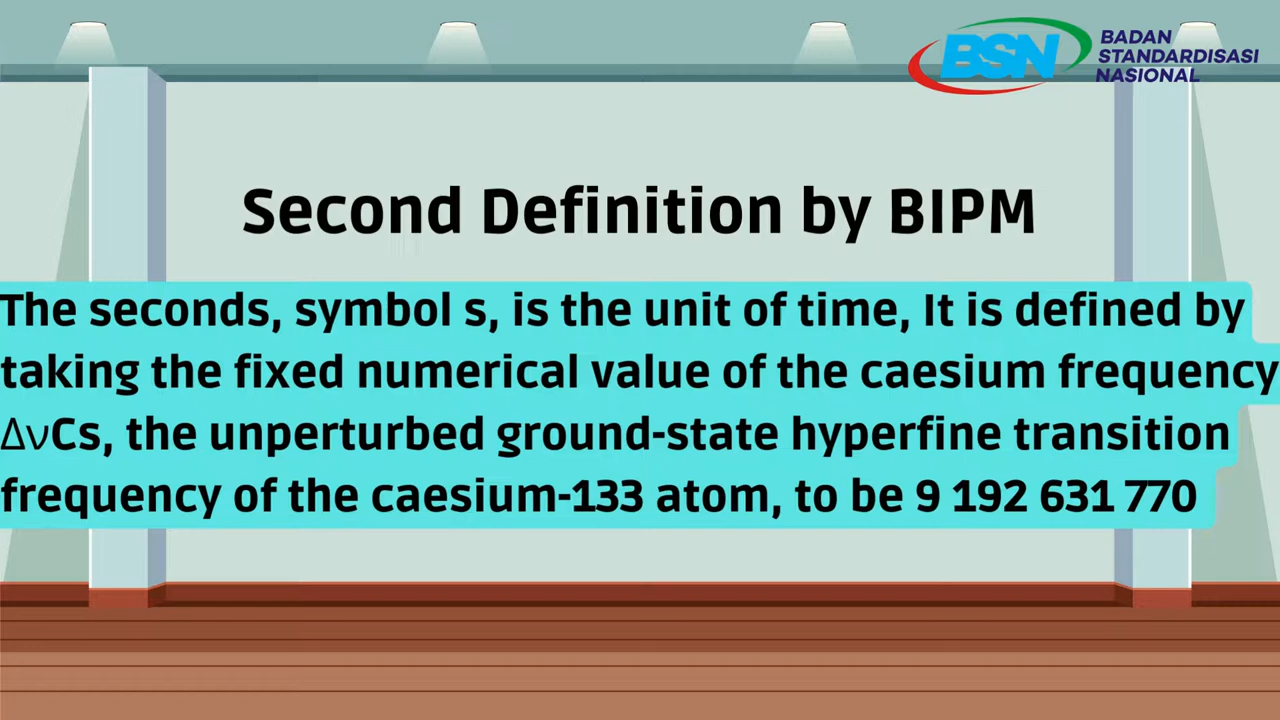 BSN
BADAN
STANDARDISASI
NASIONAL
Second Definition by BIPM
The seconds, symbol s, is the unit of time, It is defined by
taking the fixed numerical value of the caesium frequency
ΔνCs, the unperturbed ground-state hyperfine transition
frequency of the caesium-133 atom, to be 9 192 631 770